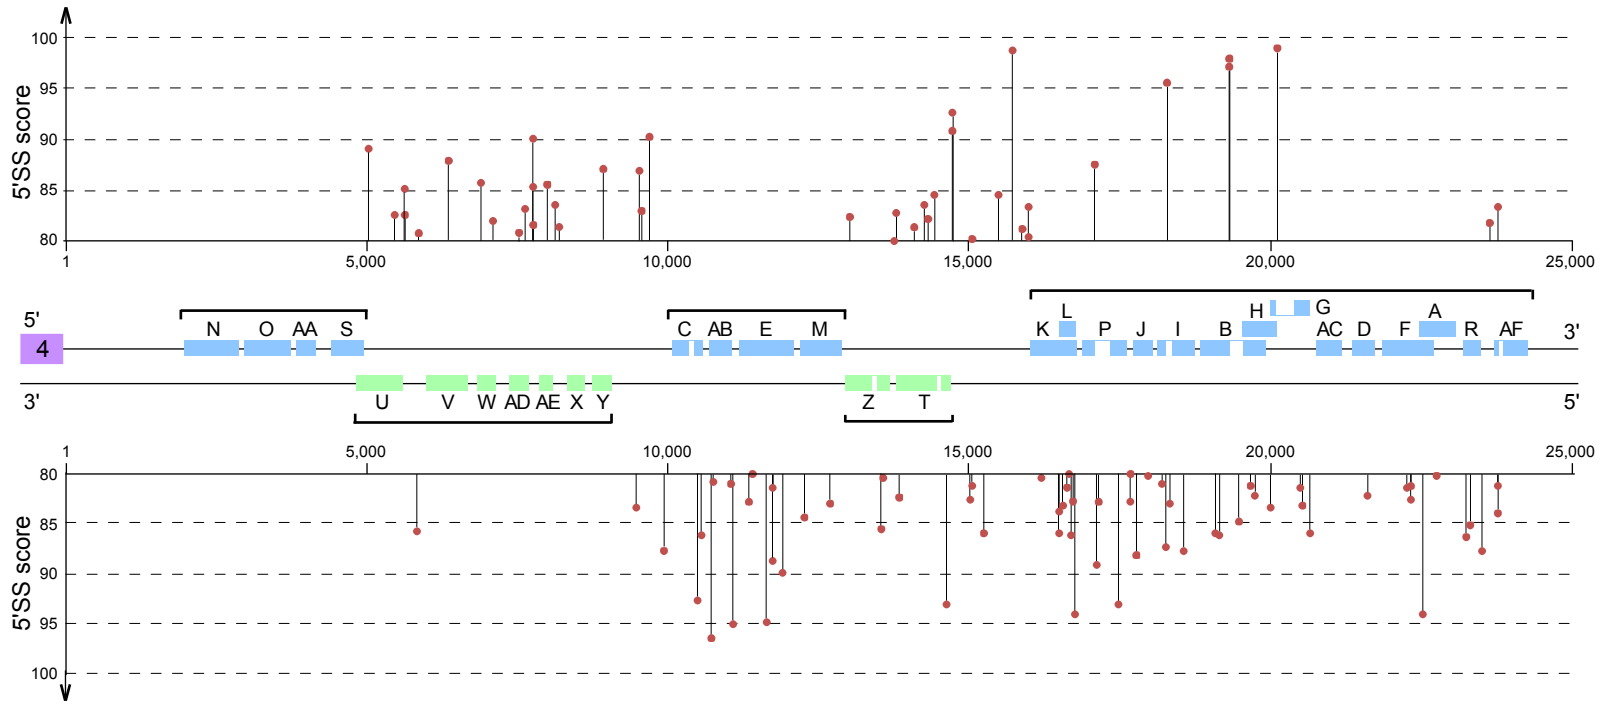 100
95
90
85
80
5'SS score
1 5,000 10,000 15,000 20,000 25,000
5' L H G A 3'
4 N O AA S C AB E M K P J I B AC D F R AF
3' U V W AD AE X Y Z T 5'
1 5,000 10,000 15,000 20,000 25,000
80
85
90
95
100
5'SS score